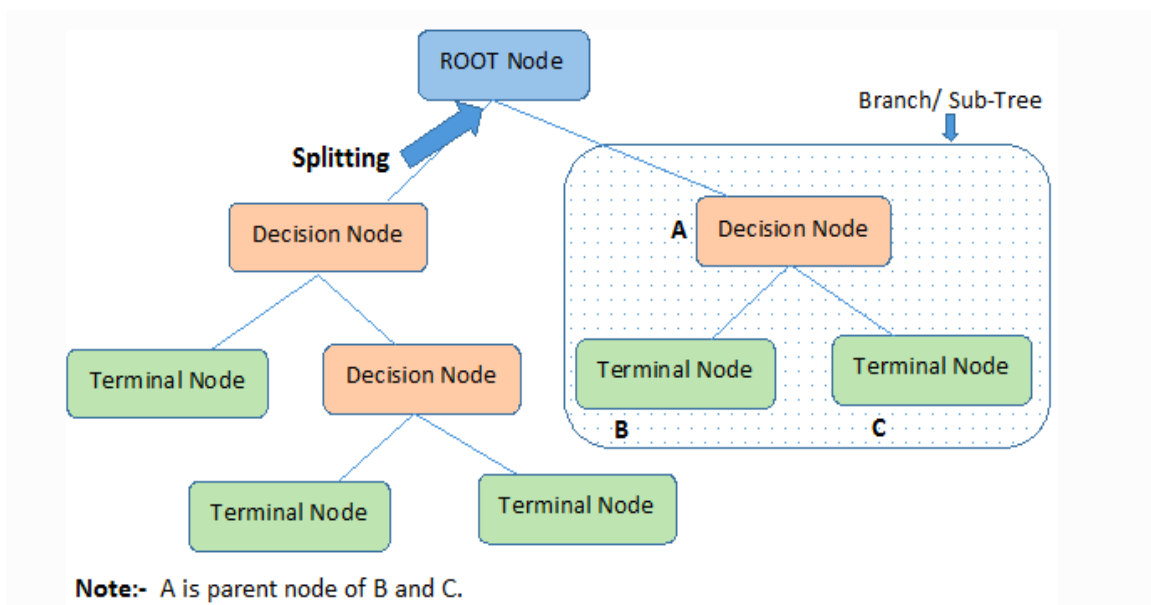 ROOT Node
Branch/ Sub-Tree
Splitting
Decision Node
A
Decision Node
Terminal Node
Decision Node
Terminal Node
Terminal Node
B
C
Terminal Node
Terminal Node
Note:- A is parent node of B and C.